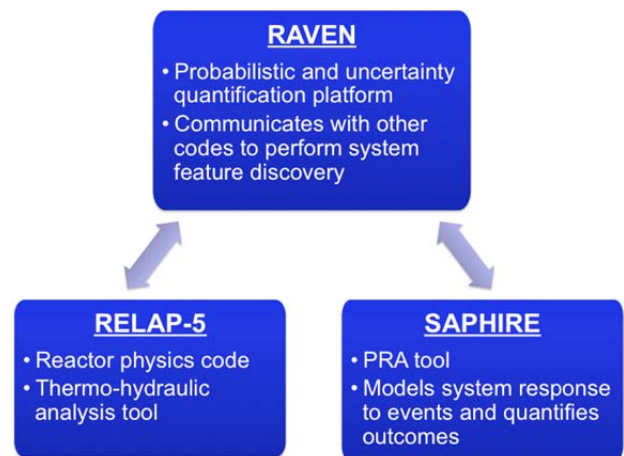 RAVEN
• Probabilistic and uncertainty
quantification platform
• Communicates with other
codes to perform system
feature discovery
RELAP-5
• Reactor physics code
• Thermo-hydraulic
analysis tool
SAPHIRE
• PRA tool
• Models system response
to events and quantifies
outcomes